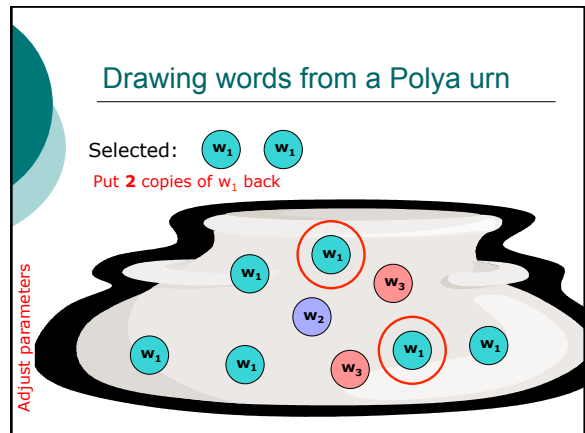 Drawing words from a Polya urn
Selected: w₁ w₁
Put 2 copies of w₁ back
Adjust parameters
w₁
w₁
w₃
w₂
w₁
w₁
w₁
w₁
w₃